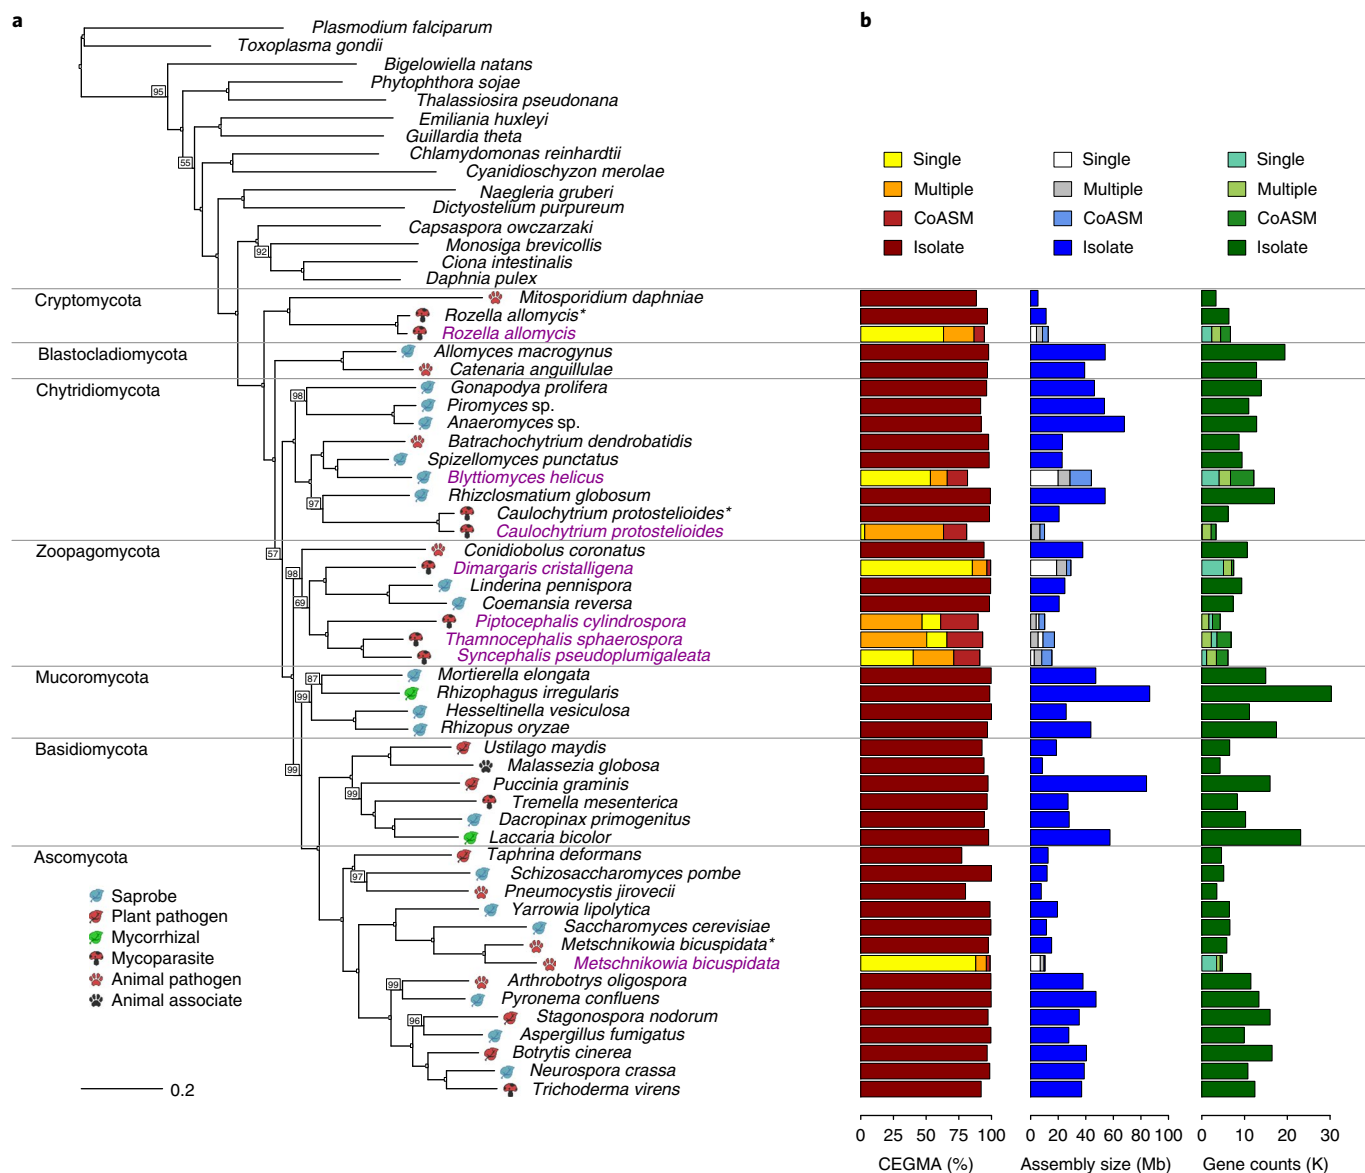 a
b
Plasmodium falciparum
Toxoplasma gondii
Bigelowiella natans
95
Phytophthora sojae
Thalassiosira pseudonana
Emiliania huxleyi
Guillardia theta
55
Chlamydomonas reinhardtii
Cyanidioschyzon merolae
Naegleria gruberi
Dictyostelium purpureum
Capsaspora owczarzaki
Monosiga brevicollis
92
Ciona intestinalis
Daphnia pulex
Single
Multiple
CoASM
Isolate
Single
Multiple
CoASM
Isolate
Single
Multiple
CoASM
Isolate
Cryptomycota
Mitosporidium daphniae
Rozella allomycis*
Rozella allomycis
Blastocladiomycota
Allomyces macrogynus
Catenaria anguillulae
Chytridiomycota
Gonapodya prolifera
98
Piromyces sp.
Anaeromyces sp.
Batrachochytrium dendrobatidis
Spizellomyces punctatus
Blyttiomyces helicus
Rhizclosmatium globosum
97
Caulochytrium protostelioides*
Caulochytrium protostelioides
Zoopagomycota
57
Conidiobolus coronatus
98
Dimargaris cristalligena
Linderina pennispora
69
Coemansia reversa
Piptocephalis cylindrospora
Thamnocephalis sphaerospora
Syncephalis pseudoplumigaleata
Mucoromycota
87
Mortierella elongata
99
Rhizophagus irregularis
Hesseltinella vesiculosa
Rhizopus oryzae
Basidiomycota
99
Ustilago maydis
Malassezia globosa
Puccinia graminis
99
Tremella mesenterica
Dacropinax primogenitus
Laccaria bicolor
Ascomycota
Taphrina deformans
97
Schizosaccharomyces pombe
Pneumocystis jirovecii
Yarrowia lipolytica
Saccharomyces cerevisiae
Metschnikowia bicuspidata*
Metschnikowia bicuspidata
99
Arthrobotrys oligospora
Pyronema confluens
96
Stagonospora nodorum
Aspergillus fumigatus
Botrytis cinerea
Neurospora crassa
Trichoderma virens
Saprobe
Plant pathogen
Mycorrhizal
Mycoparasite
Animal pathogen
Animal associate
0.2
0 25 50 75 100
CEGMA (%)
0 20 40 60 80 100
Assembly size (Mb)
0 10 20 30
Gene counts (K)